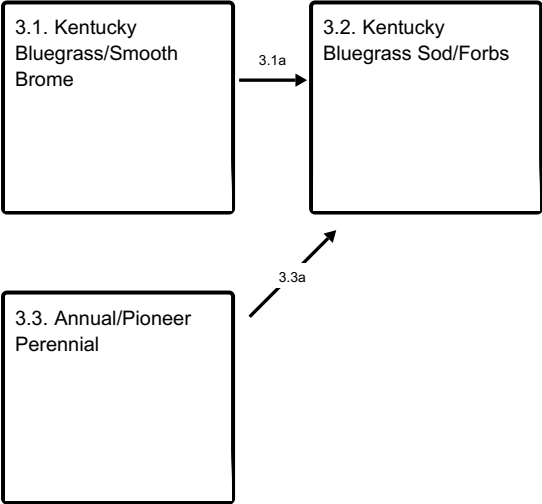 3.1. Kentucky
Bluegrass/Smooth
Brome
3.1a
3.2. Kentucky
Bluegrass Sod/Forbs
3.3a
3.3. Annual/Pioneer
Perennial